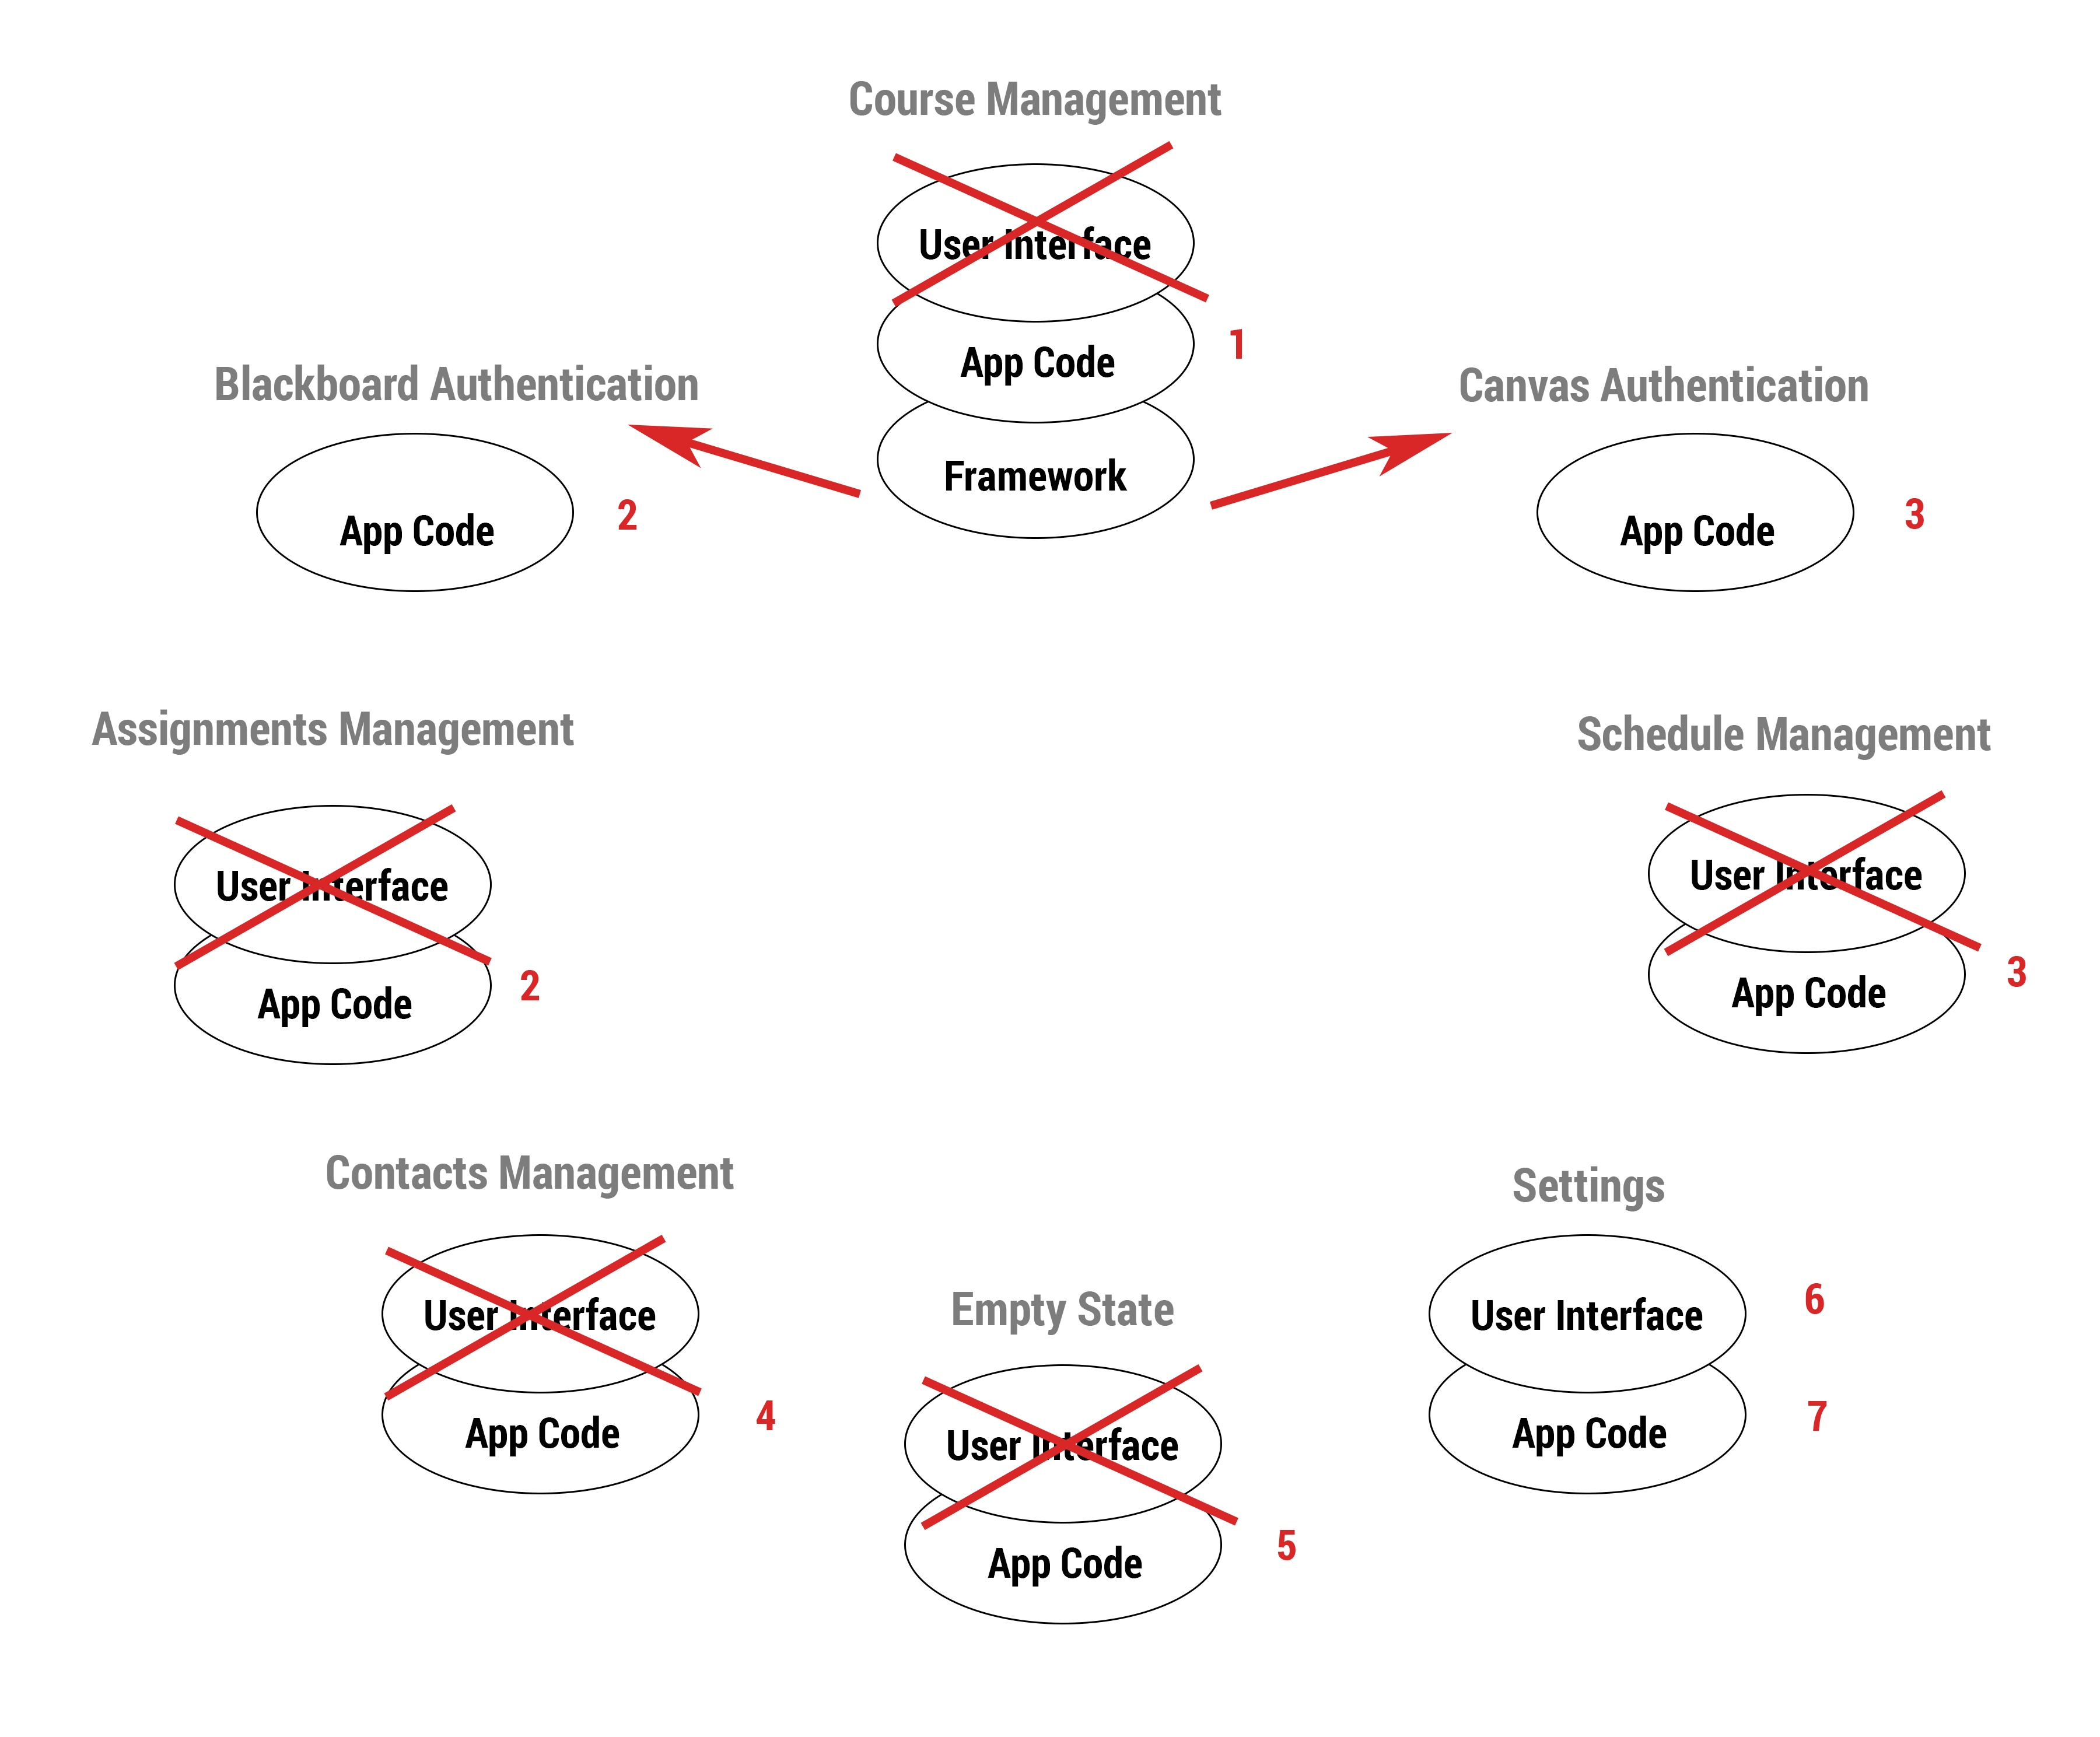 Course Management
User Interface
App Code
1
Framework
Blackboard Authentication
App Code
2
Canvas Authentication
App Code
3
Assignments Management
User Interface
App Code
2
Schedule Management
User Interface
App Code
3
Contacts Management
User Interface
App Code
4
Empty State
User Interface
App Code
5
Settings
User Interface
6
App Code
7